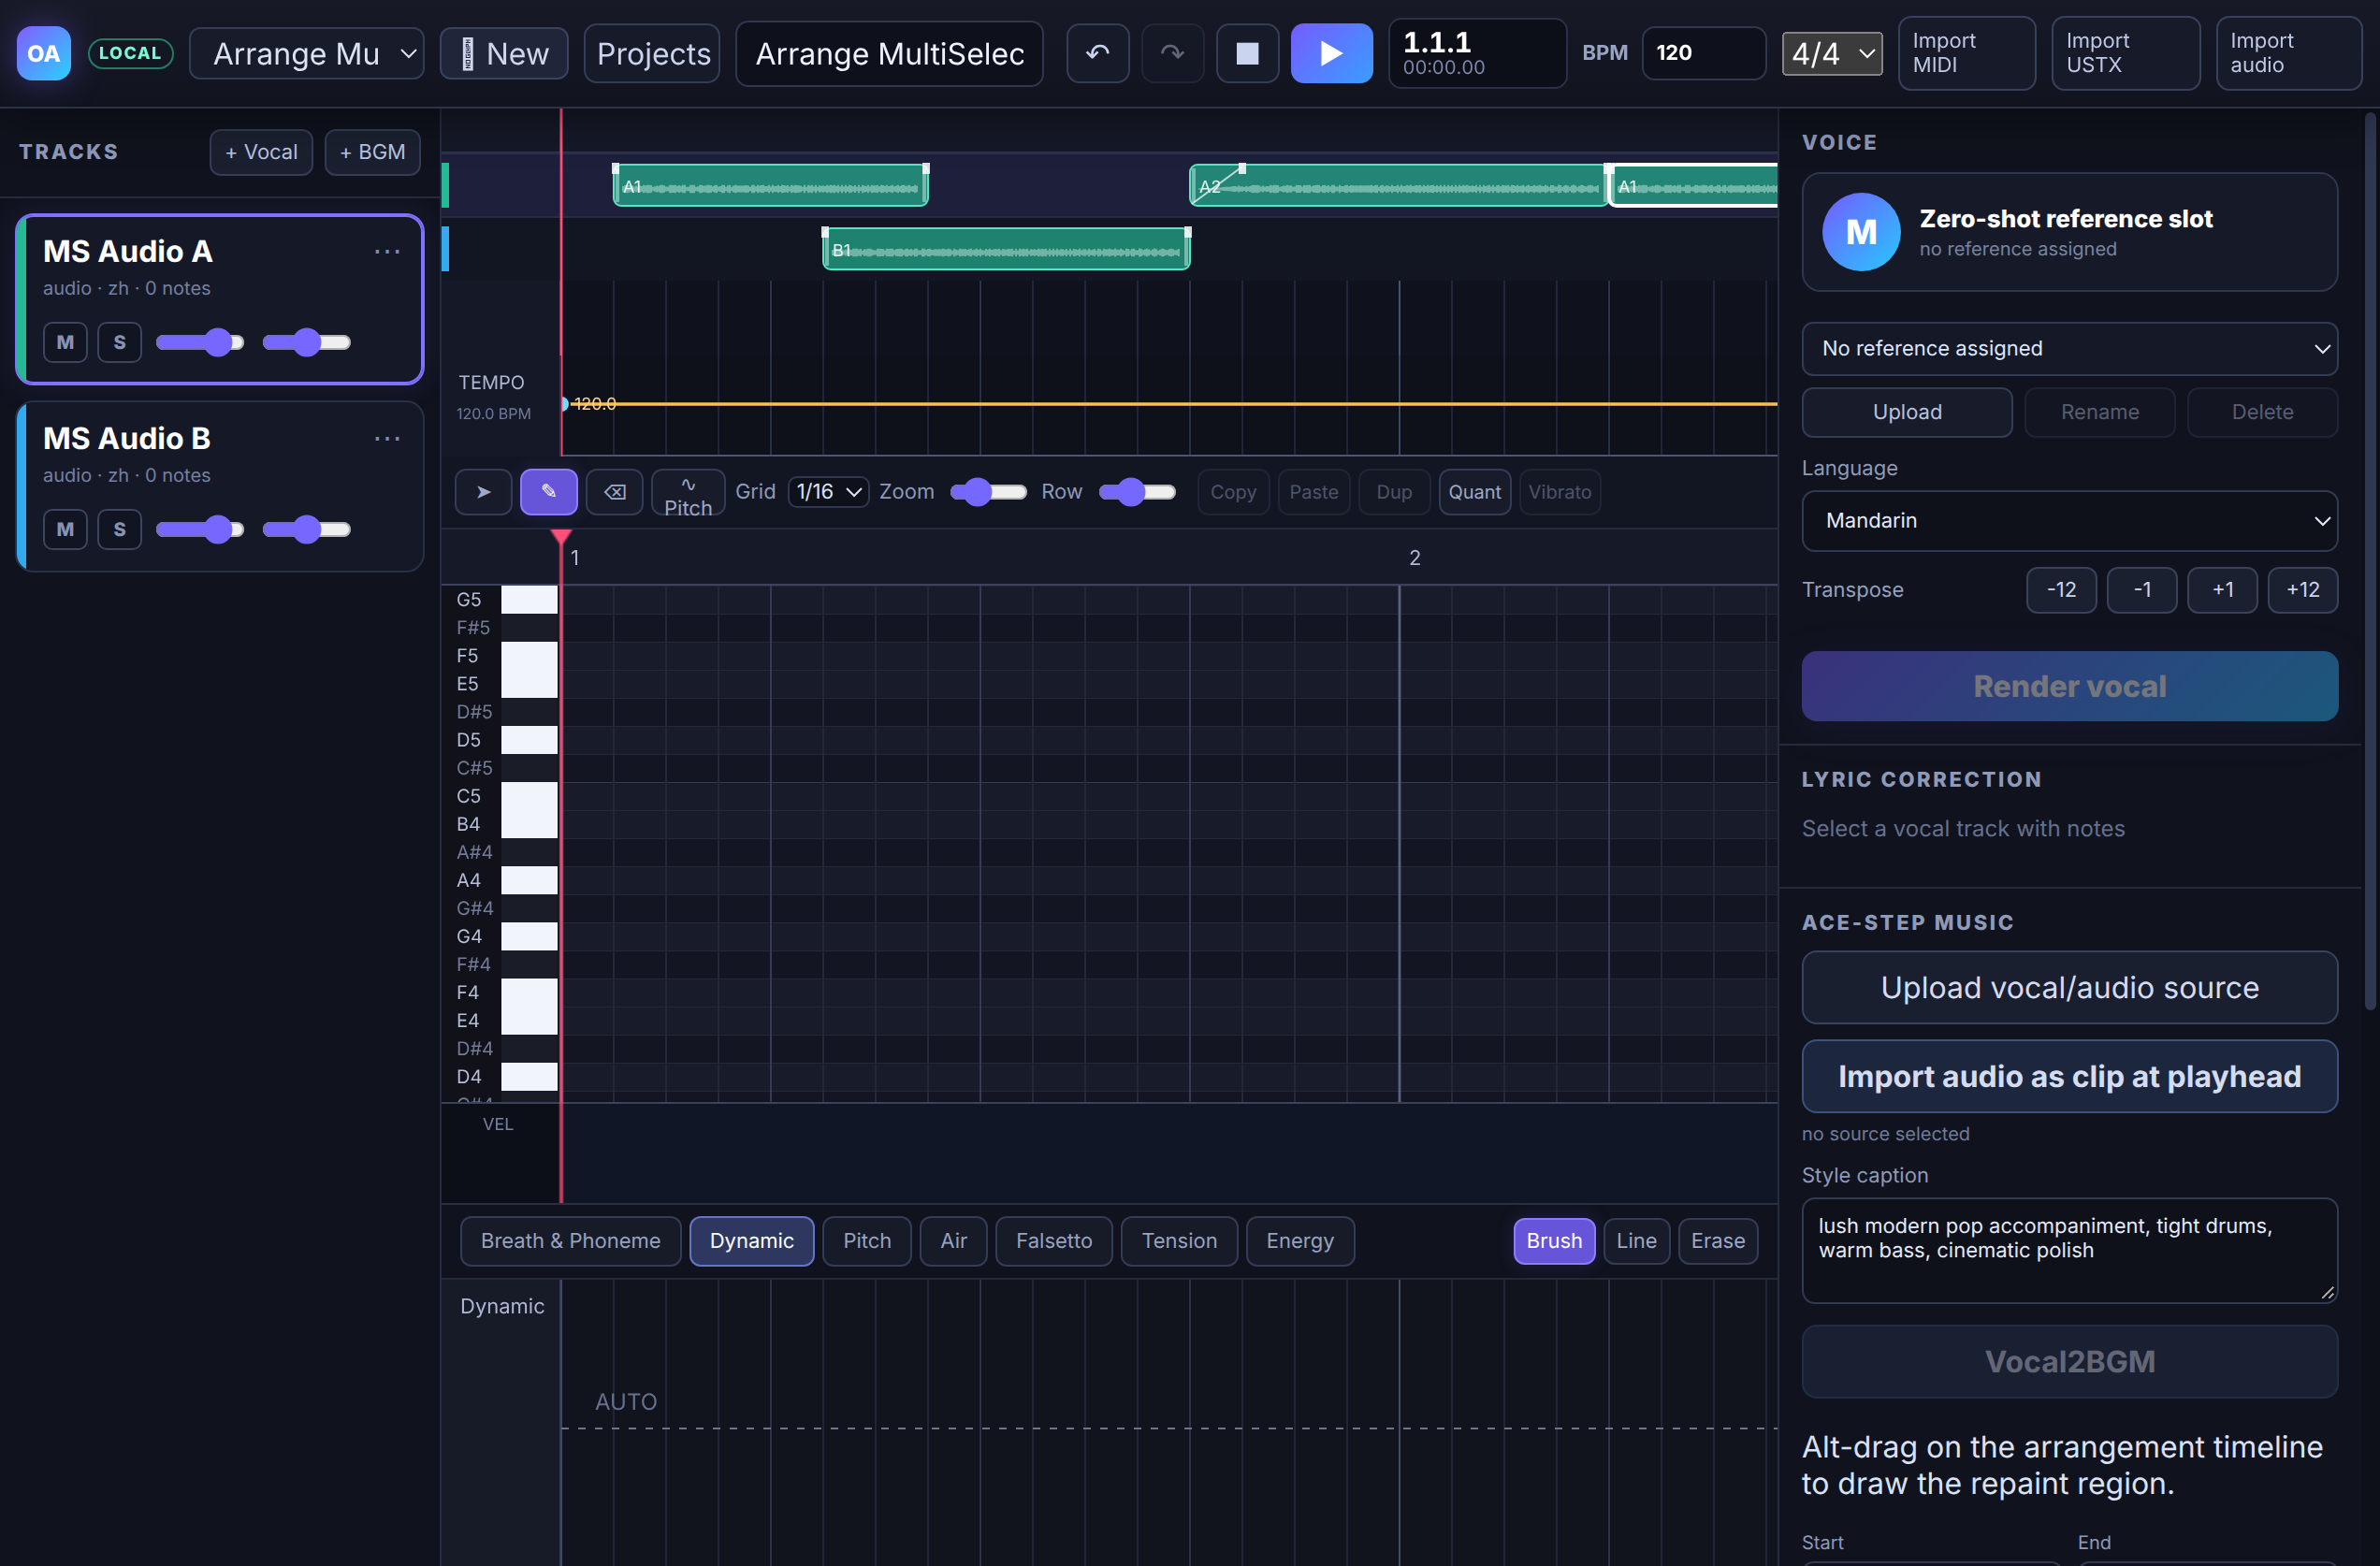 OA
LOCAL
Arrange Mu
New
Projects
Arrange MultiSelec
1.1.1
00:00.00
BPM
120
4/4
Import
MIDI
Import
USTX
Import
audio
TRACKS
+ Vocal
+ BGM
MS Audio A
audio · zh · 0 notes
M
S
MS Audio B
audio · zh · 0 notes
M
S
A1
A2
A1
B1
TEMPO
120.0 BPM
120.0
Pitch
Grid
1/16
Zoom
Row
Copy
Paste
Dup
Quant
Vibrato
1
2
G5
F#5
F5
E5
D#5
D5
C#5
C5
B4
A#4
A4
G#4
G4
F#4
F4
E4
D#4
D4
C#4
VEL
Breath & Phoneme
Dynamic
Pitch
Air
Falsetto
Tension
Energy
Brush
Line
Erase
Dynamic
AUTO
VOICE
M
Zero-shot reference slot
no reference assigned
No reference assigned
Upload
Rename
Delete
Language
Mandarin
Transpose
-12
-1
+1
+12
Render vocal
LYRIC CORRECTION
Select a vocal track with notes
ACE-STEP MUSIC
Upload vocal/audio source
Import audio as clip at playhead
no source selected
Style caption
lush modern pop accompaniment, tight drums,
warm bass, cinematic polish
Vocal2BGM
Alt-drag on the arrangement timeline
to draw the repaint region.
Start
End